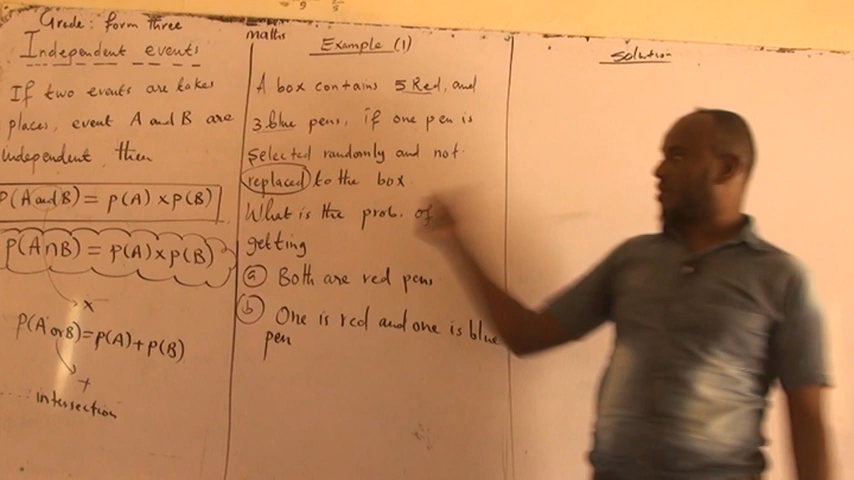 Grade: form three
Independent events
If two events are takes
places, event A and B are
independent, then
P(A and B) = p(A) x p(B)
p(A∩B) = p(A) x p(B)
x
p(A or B) = p(A) + p(B)
+
intersection
maths
Example (1)
A box contains 5 Red, and
3 blue pens, if one pen is
selected randomly and not
replaced to the box
What is the prob. of
getting
(a) Both are red pens
(b) One is red and one is blue
pen
Solution